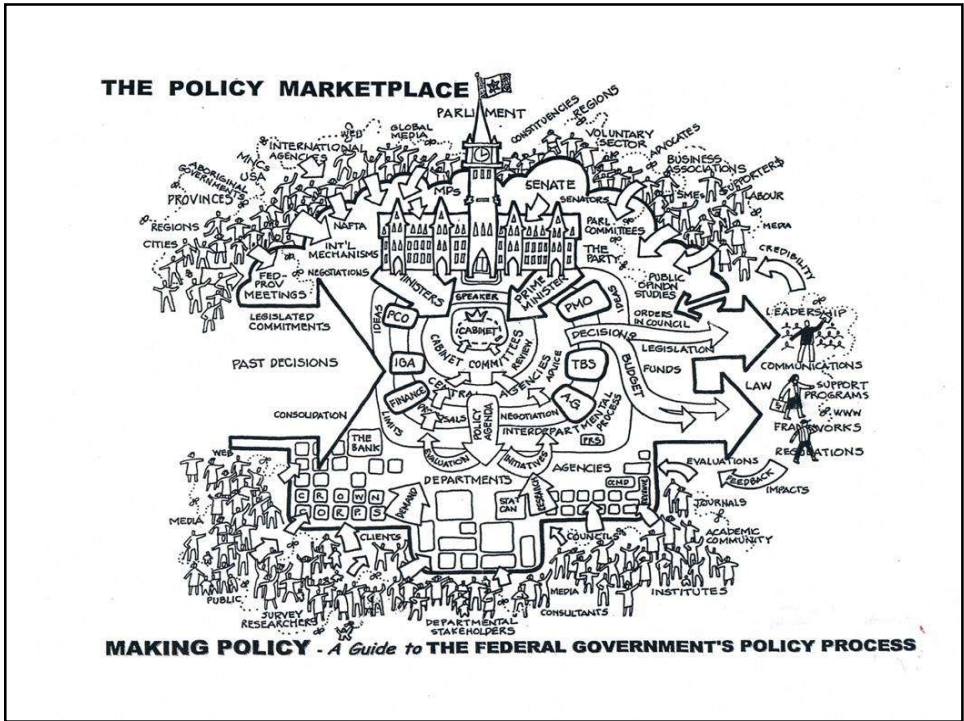 THE POLICY MARKETPLACE
PARLIAMENT
WEB
GLOBAL
MEDIA
INTERNATIONAL
AGENCIES
MNCs
USA
ABORIGINAL
GOVERNMENTS
PROVINCES
REGIONS
CITIES
CONSTITUENCIES
REGIONS
VOLUNTARY
SECTOR
ADVOCATES
BUSINESS
ASSOCIATIONS
SMEs
SUPPORTERS
LABOUR
MEDIA
CREDIBILITY
MPs
SENATE
SENATORS
NAFTA
INT'L
MECHANISMS
NEGOTIATIONS
FED-
PROV
MEETINGS
PARL
COMMITTEES
THE
PARTY
PUBLIC
OPINION
STUDIES
MINISTERS
SPEAKER
PRIME
MINISTER
LEGISLATED
COMMITMENTS
PAST DECISIONS
CONSOLIDATION
IDEAS
PCO
CABINET
PMO
IDEAS
ORDERS
IN COUNCIL
DECISIONS
LEGISLATION
CABINET COMMITTEES
REVIEW
IGA
CENTRAL AGENCIES
ADVICE
TBS
BUDGET
FUNDS
FINANCE
LIMITS
POLICY
AGENDA
NEGOTIATION
A.G.
INTERDEPARTMENTAL
PROCESS
EVALUATION
INITIATIVES
PRS
LEADERSHIP
COMMUNICATIONS
LAW
SUPPORT
PROGRAMS
WWW
FRAMEWORKS
REGULATIONS
EVALUATIONS
FEEDBACK
IMPACTS
THE
BANK
DEPARTMENTS
AGENCIES
CROWN
CORPS
DEMAND
STAT
CAN
RESEARCH
CCMD
REVENUE
WEB
MEDIA
CLIENTS
PUBLIC
SURVEY
RESEARCHERS
DEPARTMENTAL
STAKEHOLDERS
COUNCILS
MEDIA
CONSULTANTS
INSTITUTES
JOURNALS
ACADEMIC
COMMUNITY
MAKING POLICY - A Guide to THE FEDERAL GOVERNMENT'S POLICY PROCESS